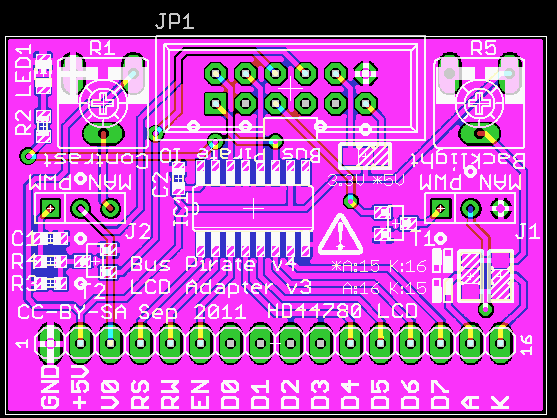 JP1
LED1 R1 R5
R2
Contrast Bus Pirate IO Backlight
MAN PWM C2 3.3V *5V MAN PWM
IC1
J2 T1 J1
C1
R4 Bus Pirate v4 *A:15 K:16
R3 T2 LCD Adapter v3 A:16 K:15
CC-BY-SA Sep 2011 HD44780 LCD
1 16
GND +5V V0 RS RW EN D0 D1 D2 D3 D4 D5 D6 D7 A K